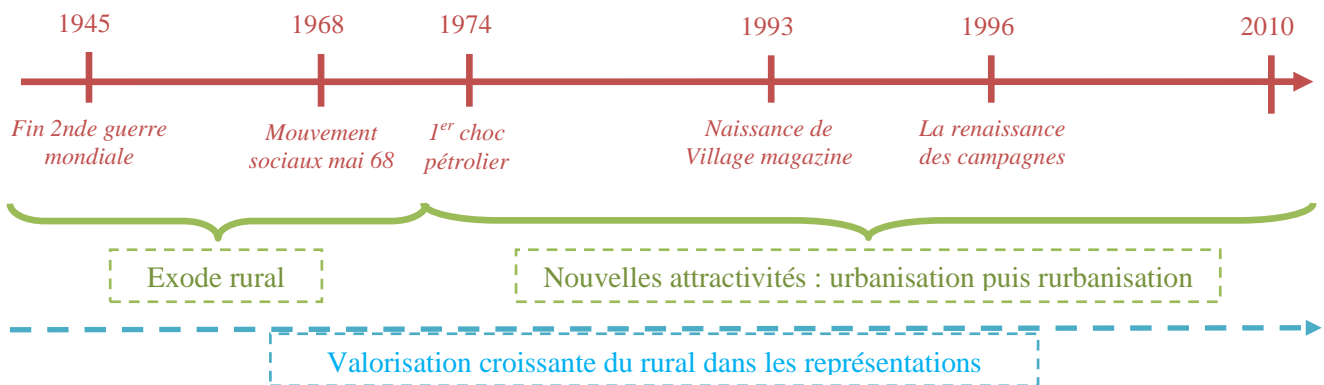 1945 1968 1974 1993 1996 2010
Fin 2nde guerre
mondiale
Mouvement
sociaux mai 68
1er choc
pétrolier
Naissance de
Village magazine
La renaissance
des campagnes
Exode rural
Nouvelles attractivités : urbanisation puis rurbanisation
Valorisation croissante du rural dans les représentations